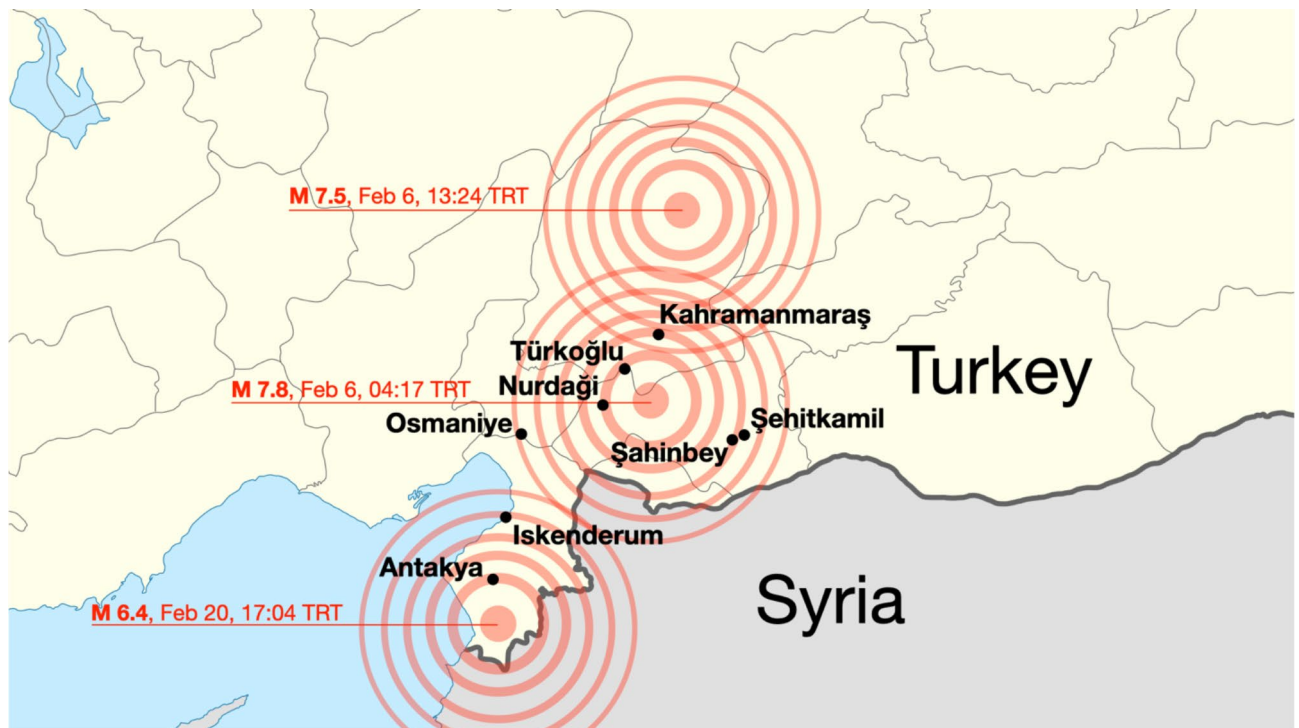 M 7.5, Feb 6, 13:24 TRT
Kahramanmaraş
Türkoğlu
Turkey
Nurdaği
M 7.8, Feb 6, 04:17 TRT
Osmaniye
Şehitkamil
Şahinbey
Iskenderum
Antakya
Syria
M 6.4, Feb 20, 17:04 TRT